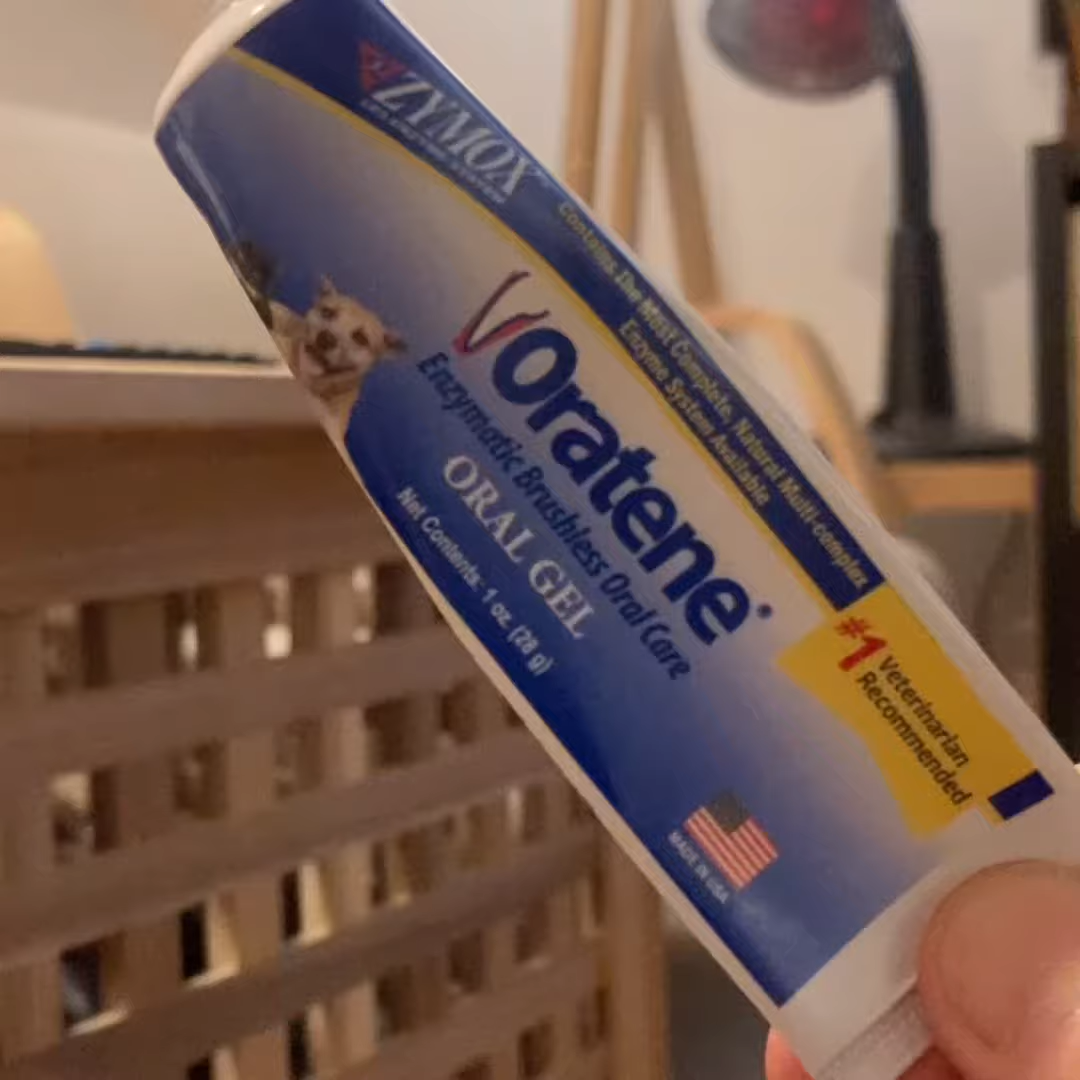 ZYMOX
Contains The Most Complete, Natural Multi-complex
Enzyme System Available
Oratene®
Enzymatic Brushless Oral Care
ORAL GEL
Net Contents: 1 oz. (28 g)
#1
Veterinarian
Recommended
MADE IN USA